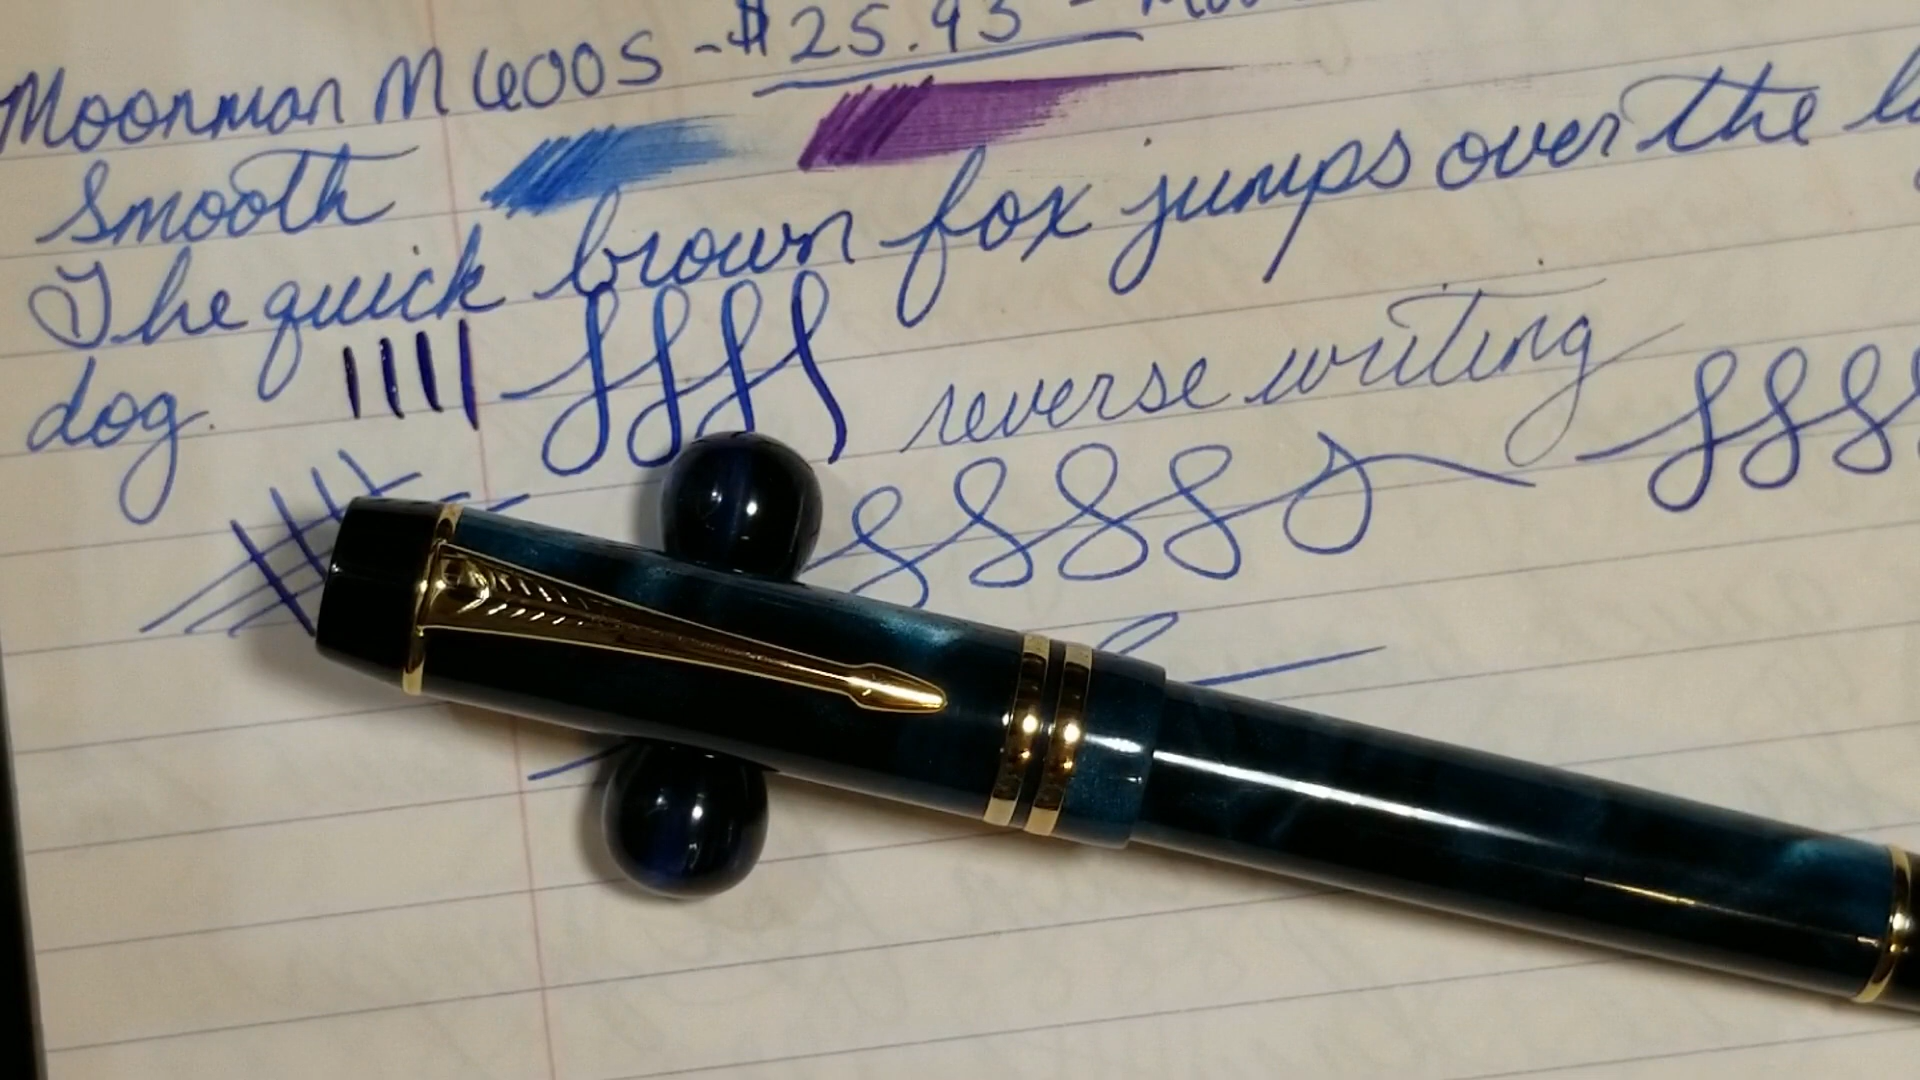 Moonman M600S - $25.93 -
Smooth
The quick brown fox jumps over the
dog.
reverse writing